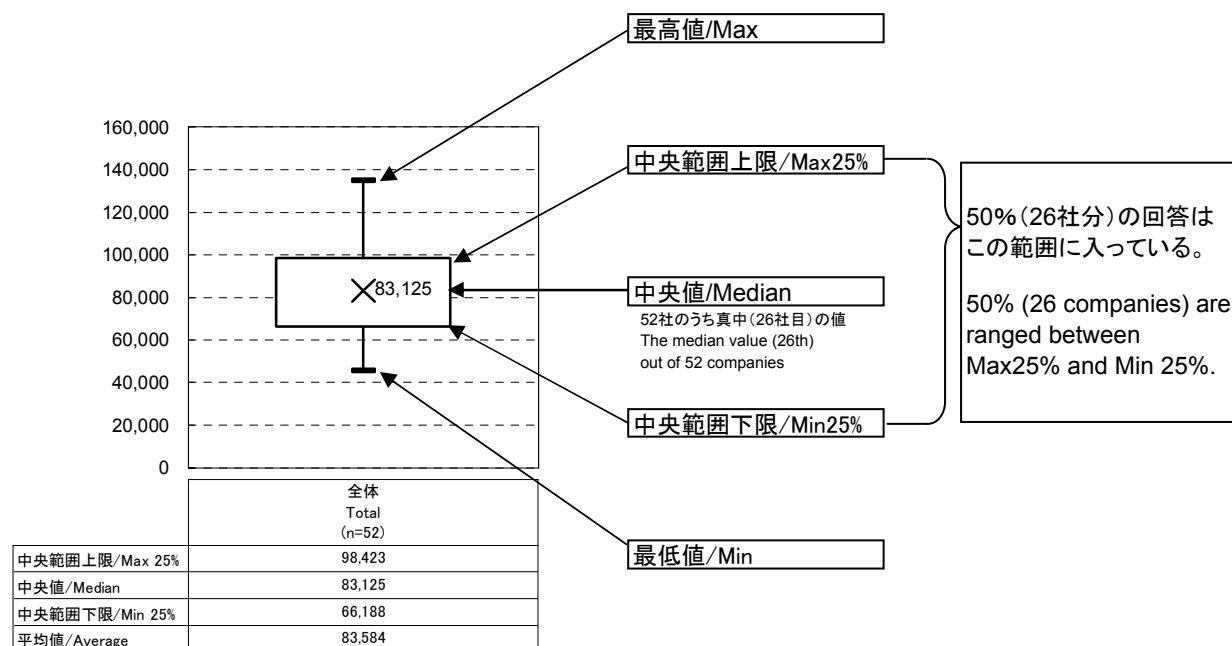 最高値/Max
160,000
140,000
120,000
100,000
80,000
60,000
40,000
20,000
0
83,125
中央範囲上限/Max25%
中央値/Median
52社のうち真中(26社目)の値
The median value (26th)
out of 52 companies
中央範囲下限/Min25%
最低値/Min
50%(26社分)の回答は
この範囲に入っている。
50% (26 companies) are
ranged between
Max25% and Min 25%.
全体
Total
(n=52)
中央範囲上限/Max 25% 98,423
中央値/Median 83,125
中央範囲下限/Min 25% 66,188
平均値/Average 83,584